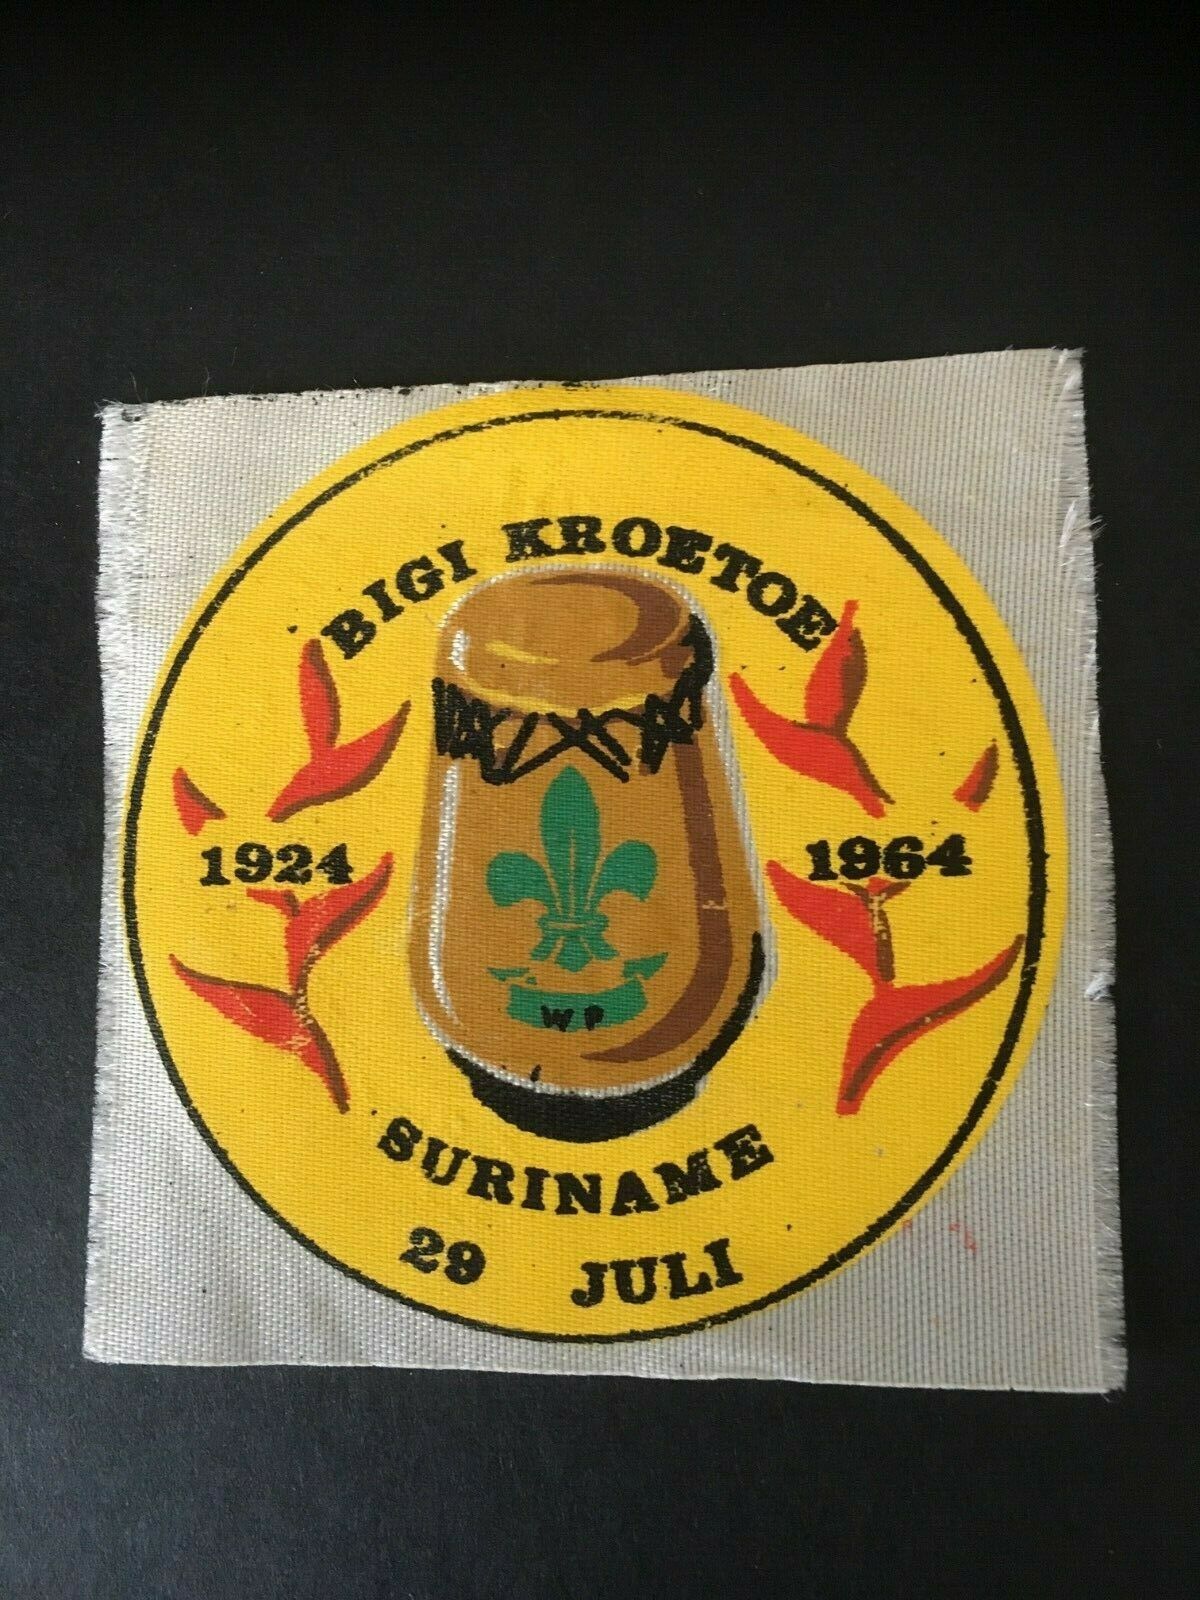 BIGI KROETOE
1924
1964
WP
SURINAME
29 JULI